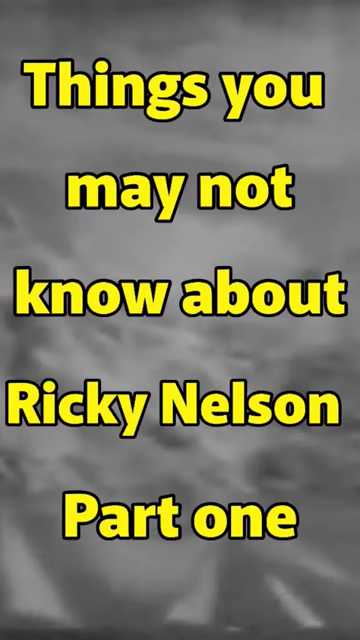 Things you
may not
know about
Ricky Nelson
Part one